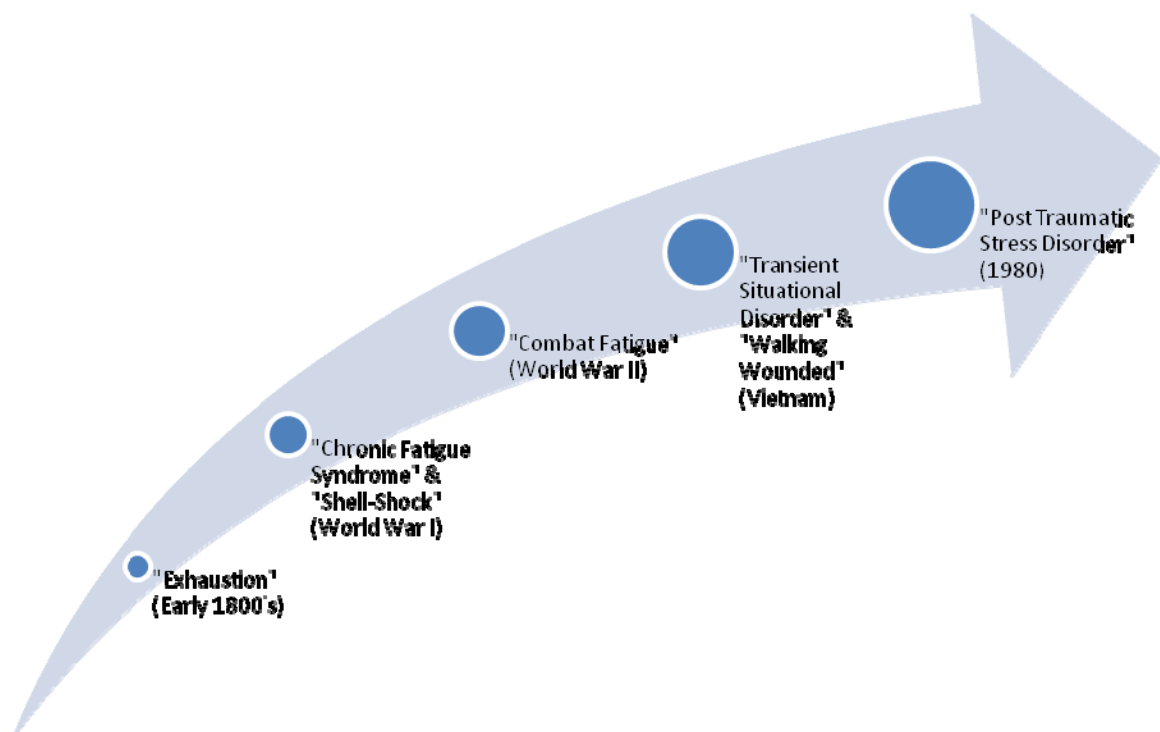 "Exhaustion"
(Early 1800's)
"Chronic Fatigue
Syndrome" &
"Shell-Shock"
(World War I)
"Combat Fatigue"
(World War II)
"Transient
Situational
Disorder" &
"Walking
Wounded"
(Vietnam)
"Post Traumatic
Stress Disorder"
(1980)